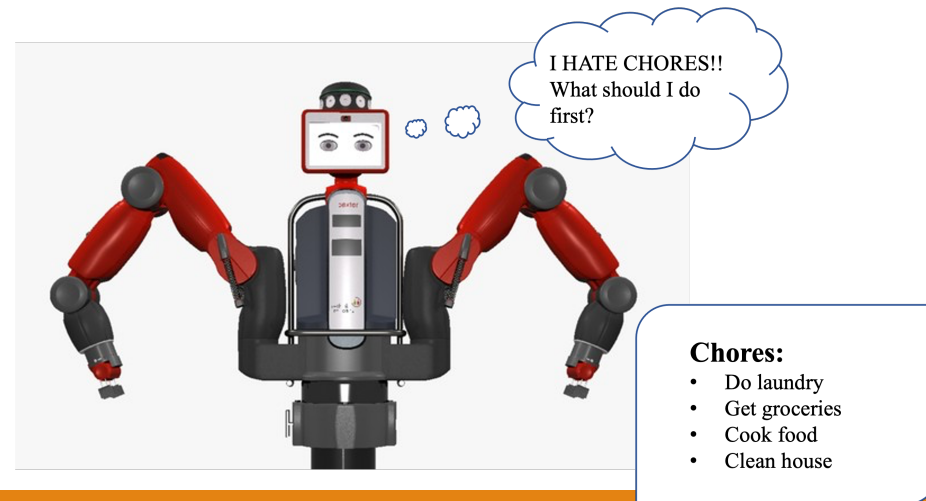 I HATE CHORES!!
What should I do
first?
Chores:
• Do laundry
• Get groceries
• Cook food
• Clean house